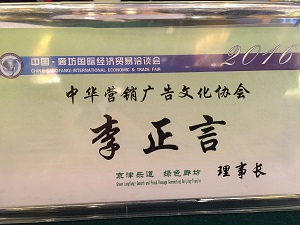 中国·廊坊国际经济贸易洽谈会
CHINA LANGFANG INTERNATIONAL ECONOMIC & TRADE FAIR
2016
中华营销广告文化协会
李正言
京津乐道 绿色廊坊
理事长